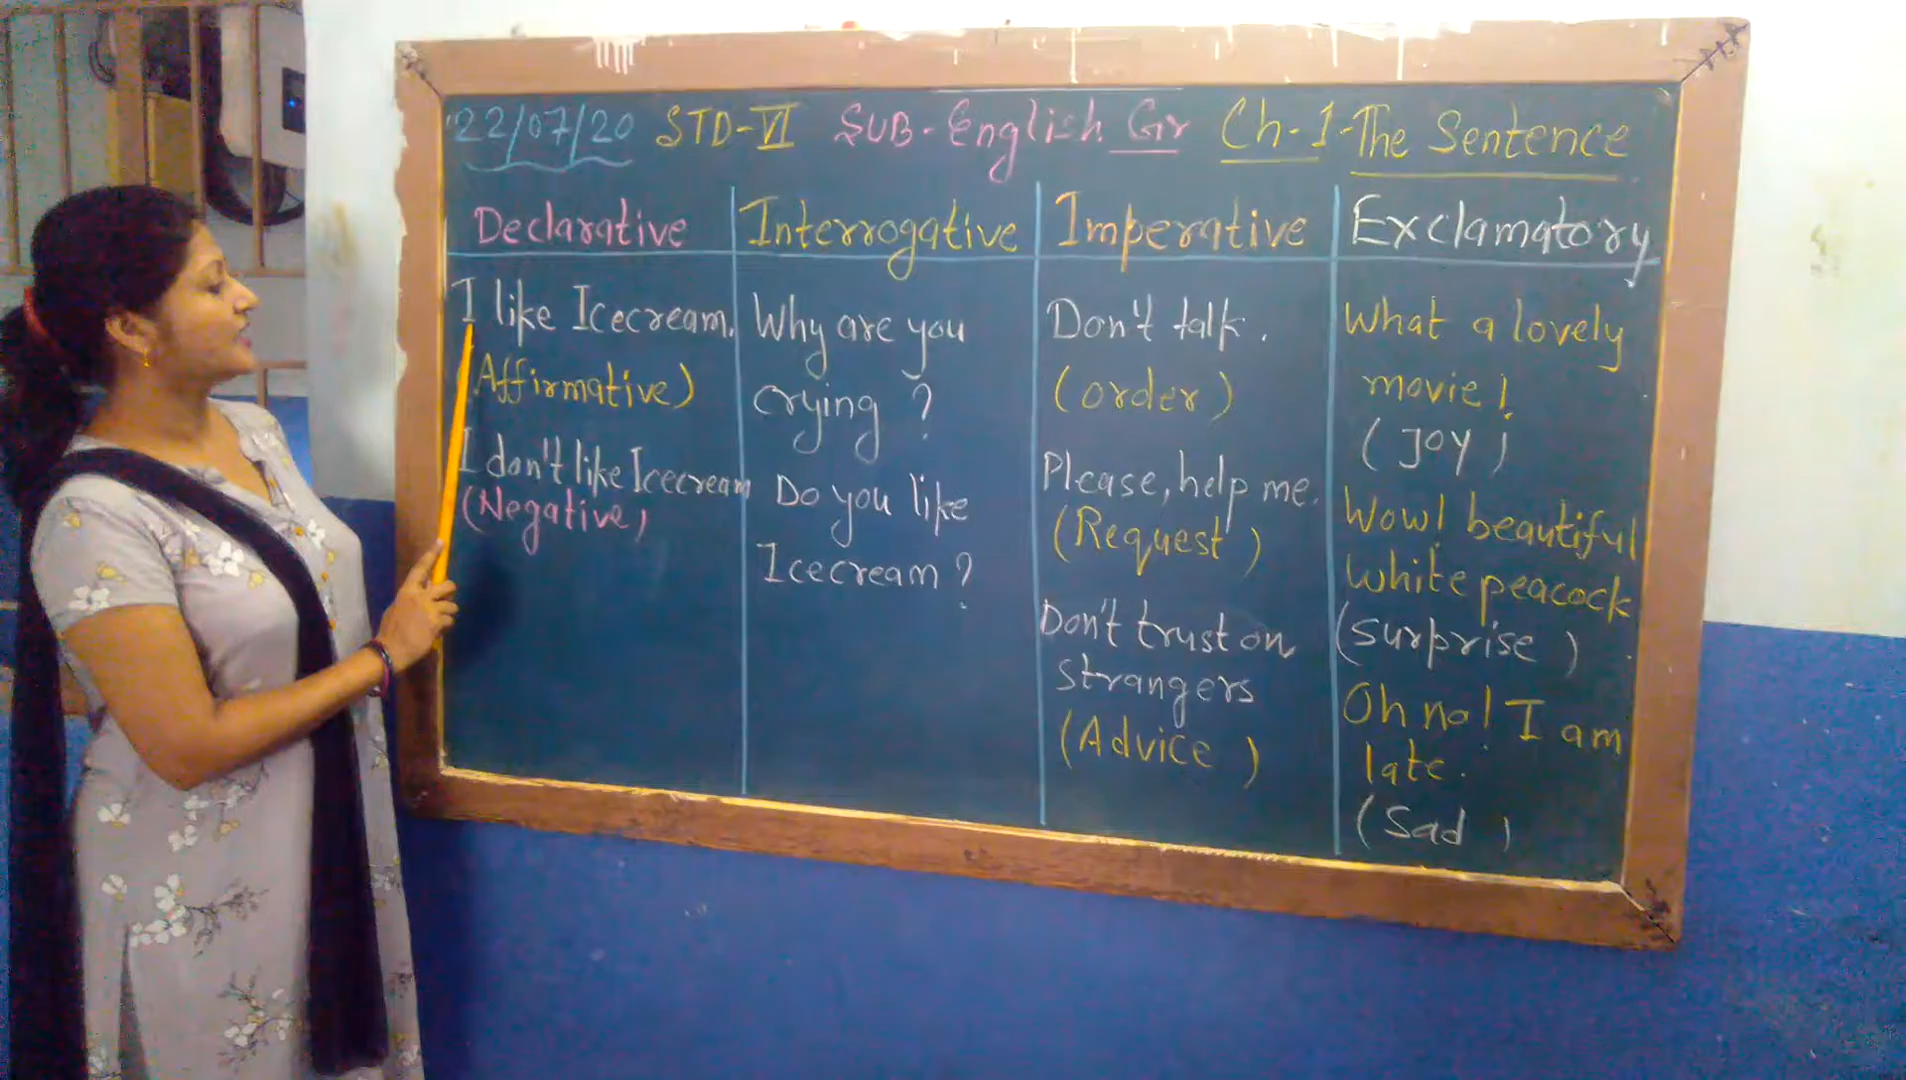 22/07/20 STD-VI SUB-English Gr Ch-1-The Sentence
Declarative
I like Icecream.
(Affirmative)
I don't like Icecream
(Negative)
Interrogative
Why are you
crying ?
Do you like
Icecream ?
Imperative
Don't talk.
(order)
Please, help me.
(Request)
Don't trust on
strangers
(Advice)
Exclamatory
What a lovely
movie!
(JOY)
Wow! beautiful
white peacock
(surprise)
Oh no! I am
late.
(Sad)